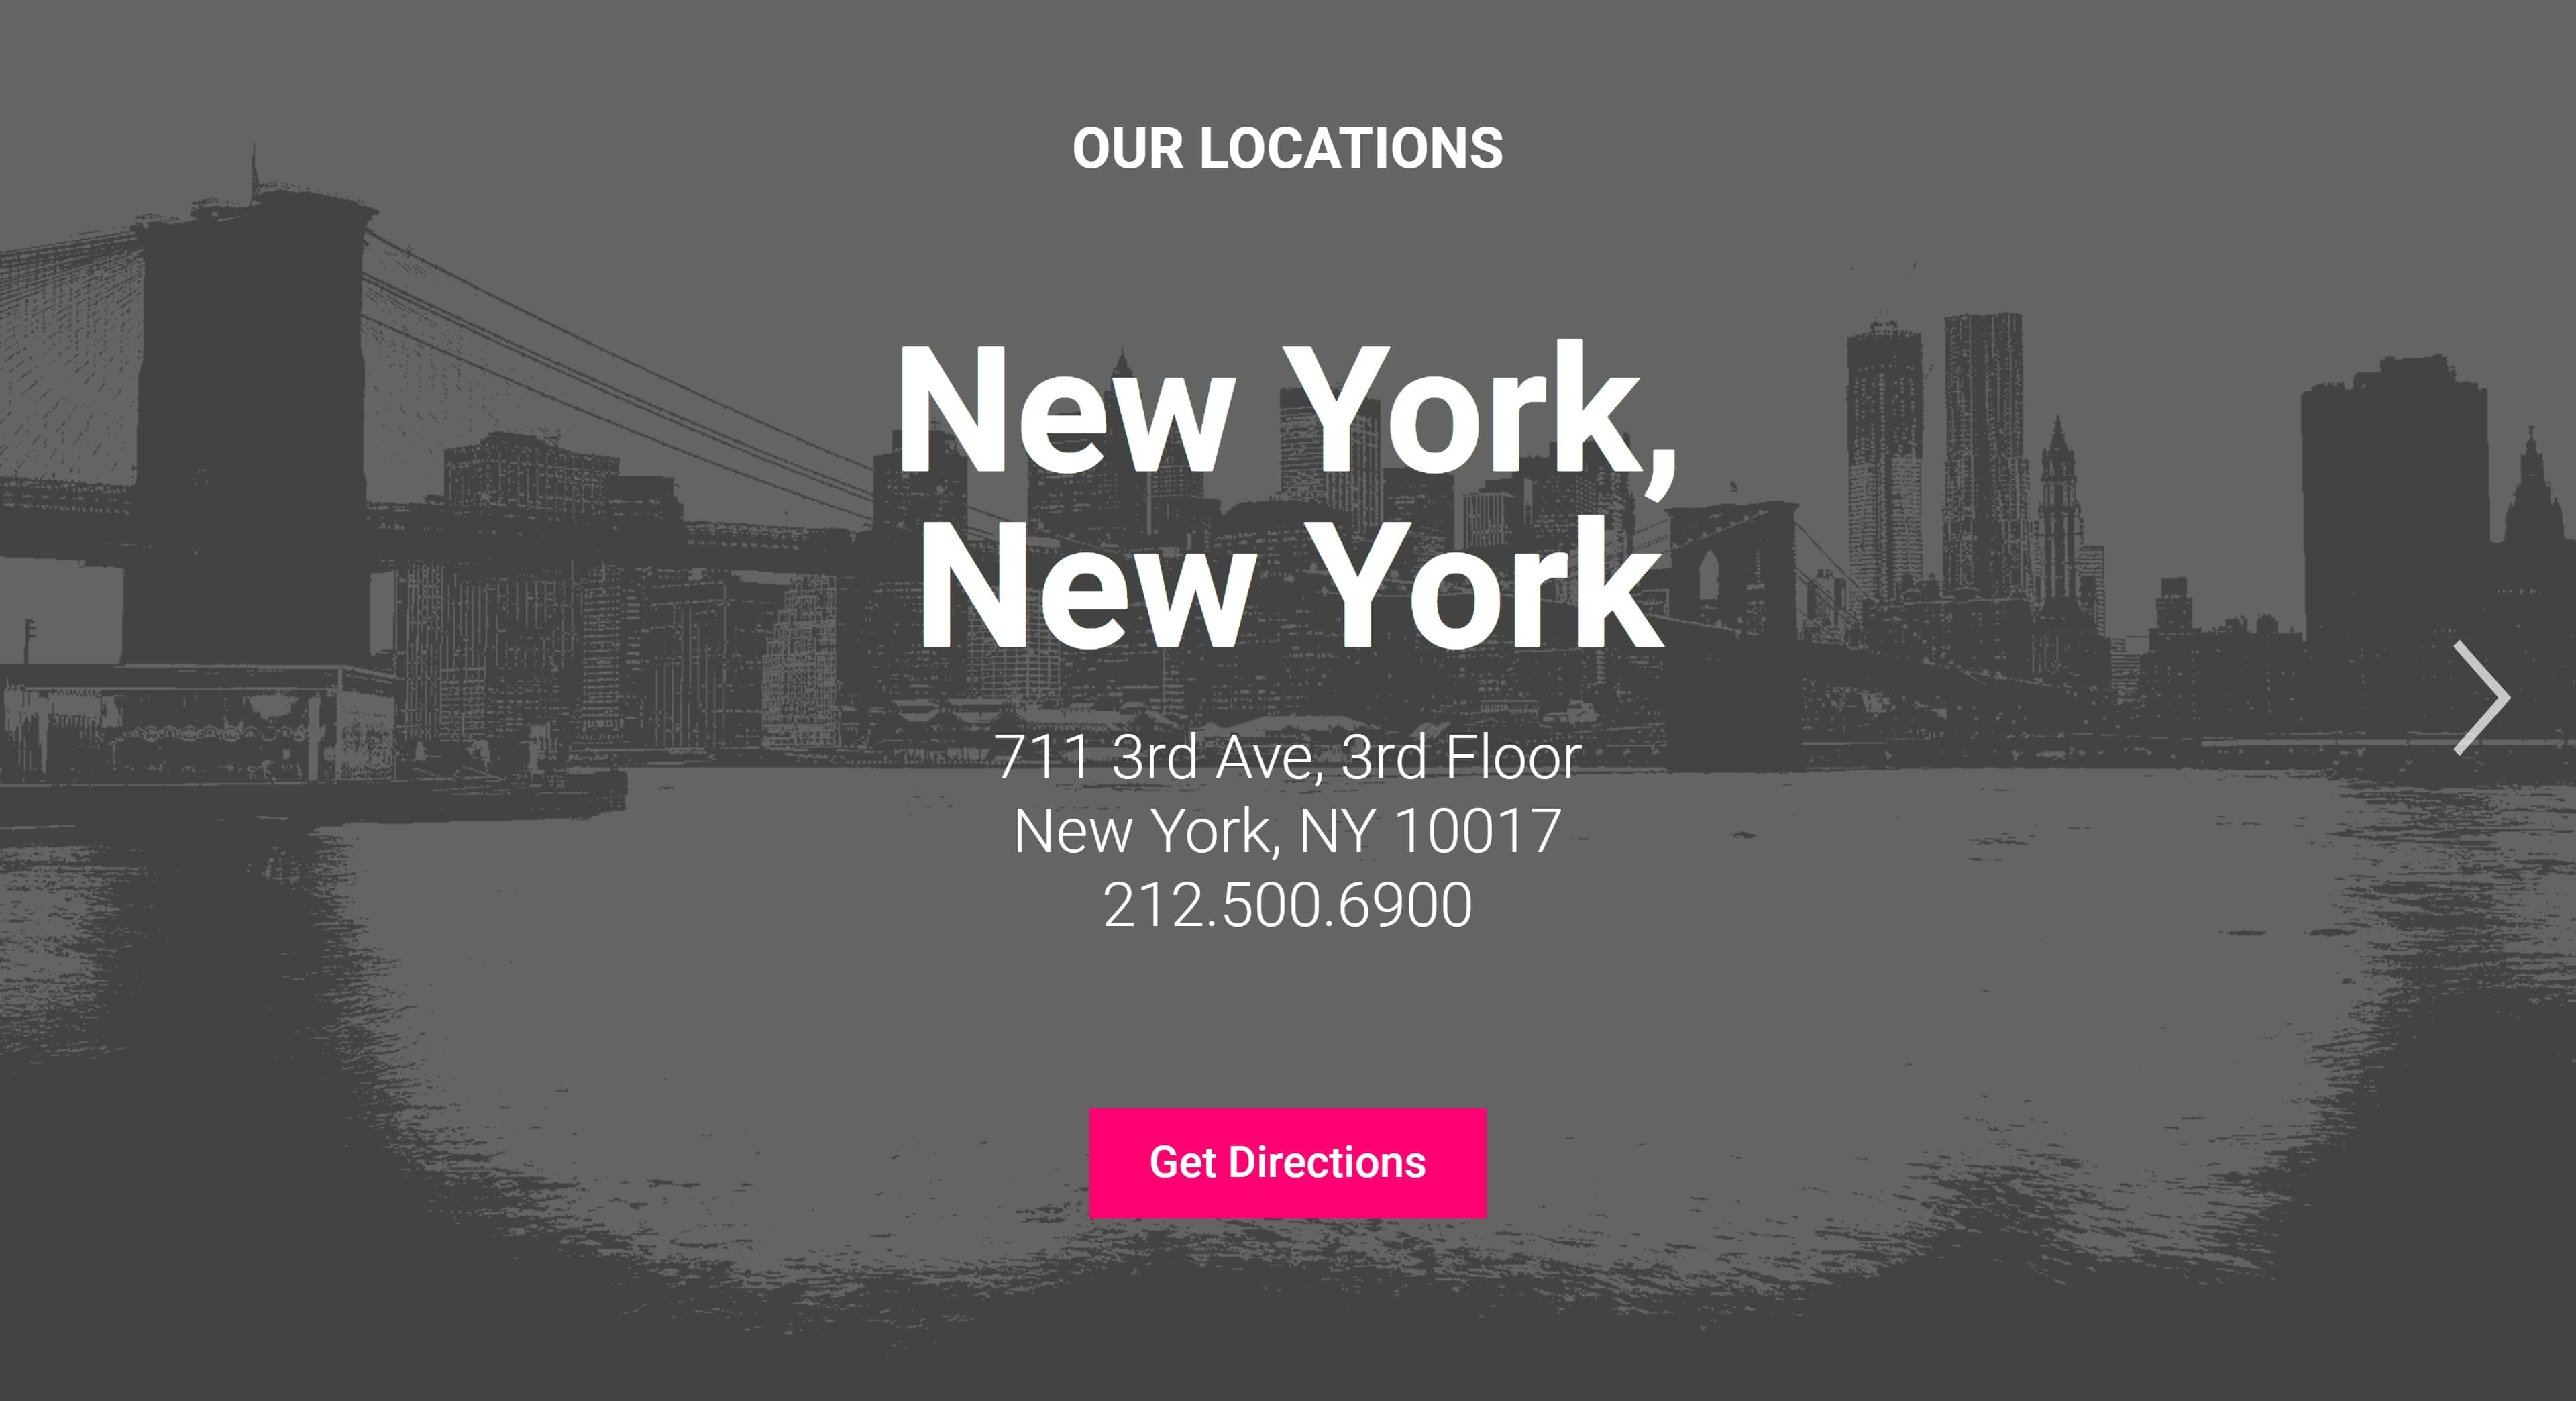 OUR LOCATIONS
New York,
New York
711 3rd Ave, 3rd Floor
New York, NY 10017
212.500.6900
Get Directions